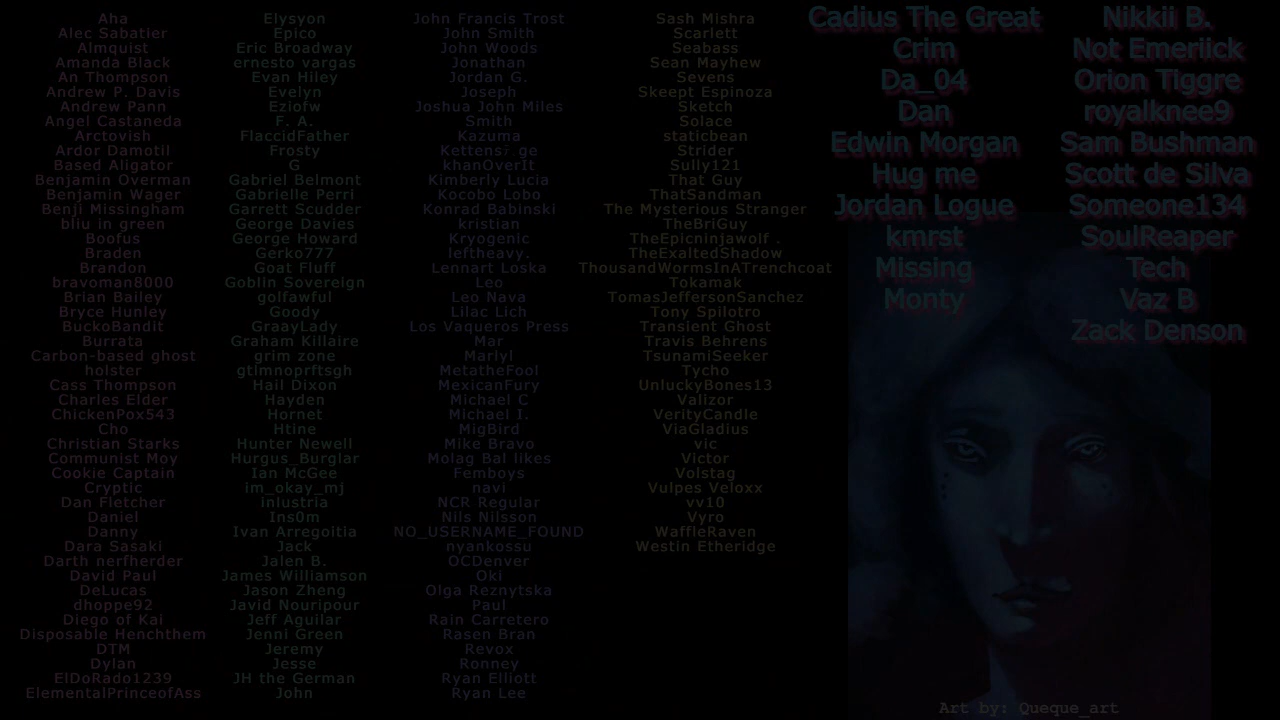 Aha
Alec Sabatier
Almquist
Amanda Black
An Thompson
Andrew P. Davis
Andrew Pann
Angel Castaneda
Arctovish
Ardor Damotil
Based Aligator
Benjamin Overman
Benjamin Wager
Benji Missingham
bliu in green
Boofus
Braden
Brandon
bravoman8000
Brian Bailey
Bryce Hunley
BuckoBandit
Burrata
Carbon-based ghost
holster
Cass Thompson
Charles Elder
ChickenPox543
Cho
Christian Starks
Communist Moy
Cookie Captain
Cryptic
Dan Fletcher
Daniel
Danny
Dara Sasaki
Darth nerfherder
David Paul
DeLucas
dhoppe92
Diego of Kai
Disposable Henchthem
DTM
Dylan
ElDoRado1239
ElementalPrinceofAss
Elysyon
Epico
Eric Broadway
ernesto vargas
Evan Hiley
Evelyn
Eziofw
F. A.
FlaccidFather
Frosty
G
Gabriel Belmont
Gabrielle Perri
Garrett Scudder
George Davies
George Howard
Gerko777
Goat Fluff
Goblin Sovereign
golfawful
Goody
GraayLady
Graham Killaire
grim zone
gtlmnoprftsgh
Hail Dixon
Hayden
Hornet
Htine
Hunter Newell
Hurgus_Burglar
Ian McGee
im_okay_mj
inlustria
Ins0m
Ivan Arregoitia
Jack
Jalen B.
James Williamson
Jason Zheng
Javid Nouripour
Jeff Aguilar
Jenni Green
Jeremy
Jesse
JH the German
John
John Francis Trost
John Smith
John Woods
Jonathan
Jordan G.
Joseph
Joshua John Miles
Smith
Kazuma
khanOverIt
Kimberly Lucia
Kocobo Lobo
Konrad Babinski
kristian
Kryogenic
leftheavy.
Lennart Loska
Leo
Leo Nava
Lilac Lich
Los Vaqueros Press
Mar
Marlyl
MetatheFool
MexicanFury
Michael C
Michael I.
MigBird
Mike Bravo
Molag Bal likes
Femboys
navi
NCR Regular
Nils Nilsson
NO_USERNAME_FOUND
nyankossu
OCDenver
Oki
Olga Reznytska
Paul
Rain Carretero
Rasen Bran
Revox
Ronney
Ryan Elliott
Ryan Lee
Sash Mishra
Scarlett
Seabass
Sean Mayhew
Sevens
Skeept Espinoza
Sketch
Solace
staticbean
Strider
Sully121
That Guy
ThatSandman
The Mysterious Stranger
TheBriGuy
TheEpicninjawolf .
TheExaltedShadow
ThousandWormsInATrenchcoat
Tokamak
TomasJeffersonSanchez
Tony Spilotro
Transient Ghost
Travis Behrens
TsunamiSeeker
Tycho
UnluckyBones13
Valizor
VerityCandle
ViaGladius
vic
Victor
Volstag
Vulpes Veloxx
vv10
Vyro
WaffleRaven
Westin Etheridge
Cadius The Great
Crim
Da_04
Dan
Edwin Morgan
Hug me
Jordan Logue
kmrst
Missing
Monty
Nikkii B.
Not Emeriick
Orion Tiggre
royalknee9
Sam Bushman
Scott de Silva
Someone134
SoulReaper
Tech
Vaz B
Zack Denson
Art by: Queque_art